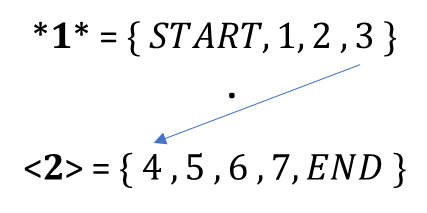 *1* = { START, 1, 2 , 3 }
.
<2> = { 4 , 5 , 6 , 7, END }